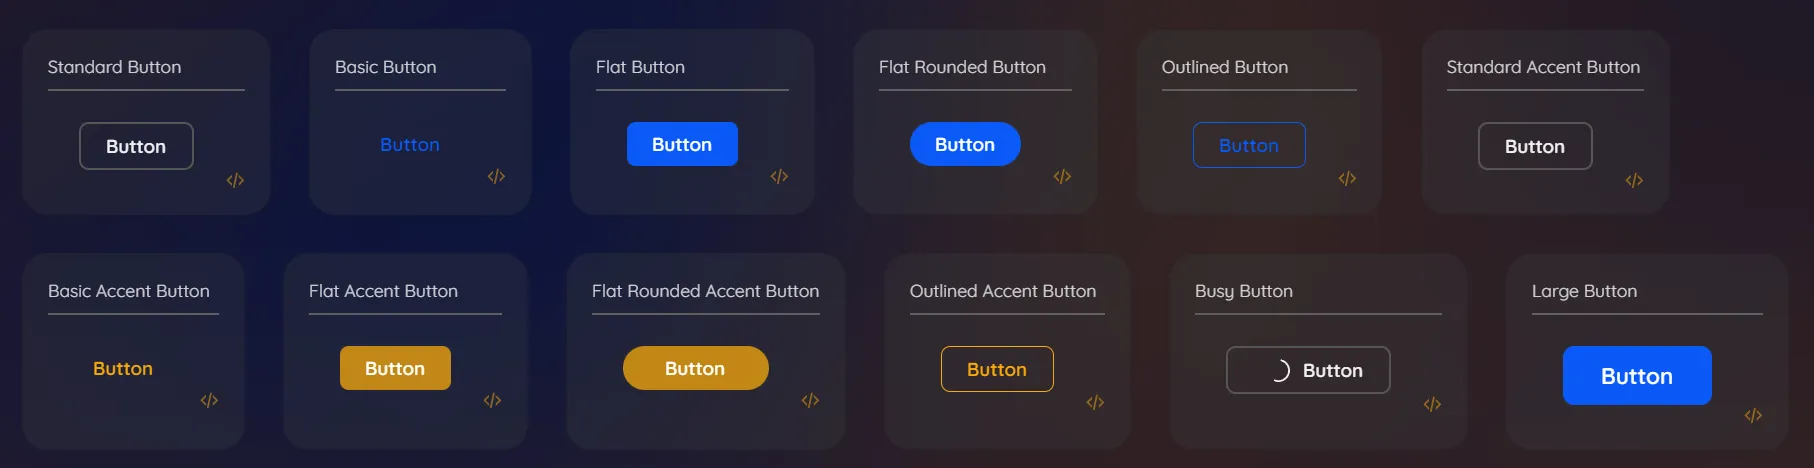 Standard Button
Basic Button
Flat Button
Flat Rounded Button
Outlined Button
Standard Accent Button
Button
Button
Button
Button
Button
Button
</>
</>
</>
</>
</>
</>
Basic Accent Button
Flat Accent Button
Flat Rounded Accent Button
Outlined Accent Button
Busy Button
Large Button
Button
Button
Button
Button
Button
Button
</>
</>
</>
</>
</>
</>